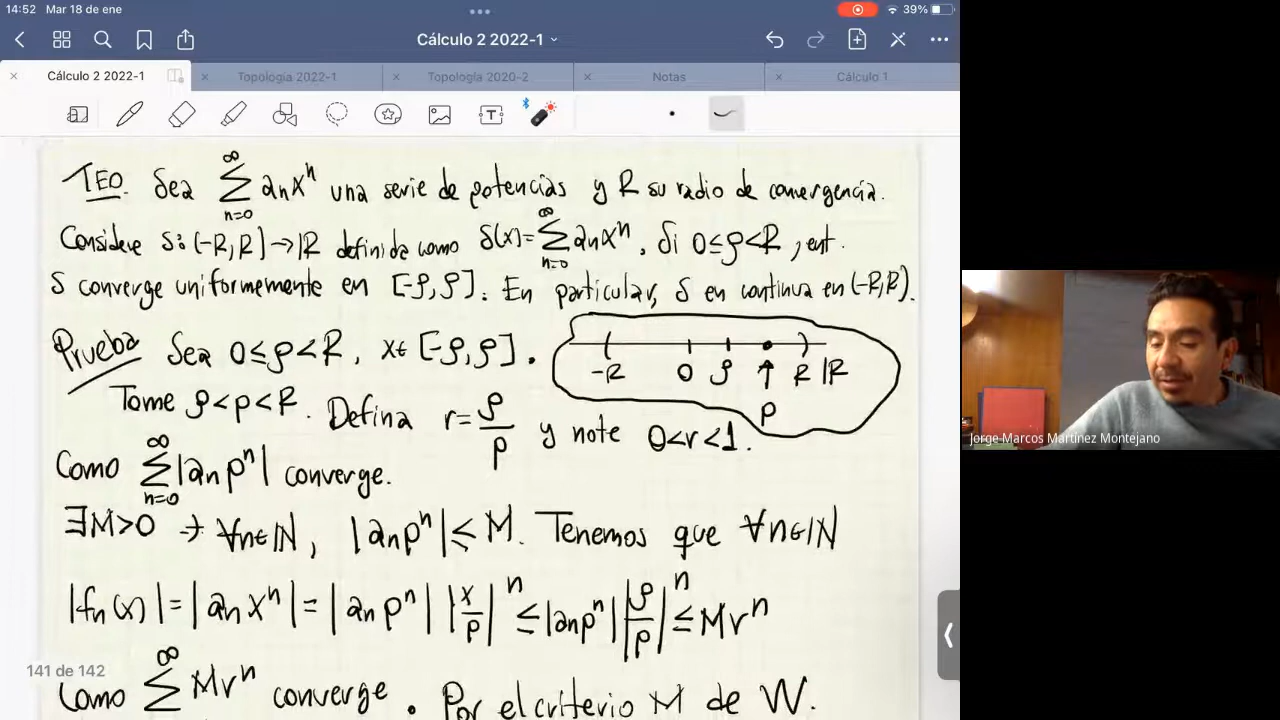 14:52 Mar 18 de ene
39%
Cálculo 2 2022-1
Cálculo 2 2022-1 Topología 2022-1 Topología 2020-2 Notas Cálculo 1
TEO. Sea ∑_{n=0}^{∞} a_n x^n una serie de potencias y R su radio de convergencia.
Considere S: (-R, R) → ℝ definida como S(x) = ∑_{n=0}^{∞} a_n x^n. Si 0 ≤ ρ < R, ent.
S converge uniformemente en [-ρ, ρ]. En particular, S en continua en (-R, R).
Prueba Sea 0 ≤ ρ < R, x ∈ [-ρ, ρ].
-R 0 ρ ↑ R ℝ
p
Tome ρ < p < R. Defina r = ρ/p y note 0 < r < 1.
Como ∑_{n=0}^{∞} |a_n p^n| converge.
∃M>0 ∀n∈ℕ, |a_n p^n| ≤ M. Tenemos que ∀n∈ℕ
|f_n(x)| = |a_n x^n| = |a_n p^n| |x/p|^n ≤ |a_n p^n| |ρ/p|^n ≤ M r^n
141 de 142
Como ∑^{∞} M r^n converge. Por el criterio M de W.
Jorge Marcos Martínez Montejano